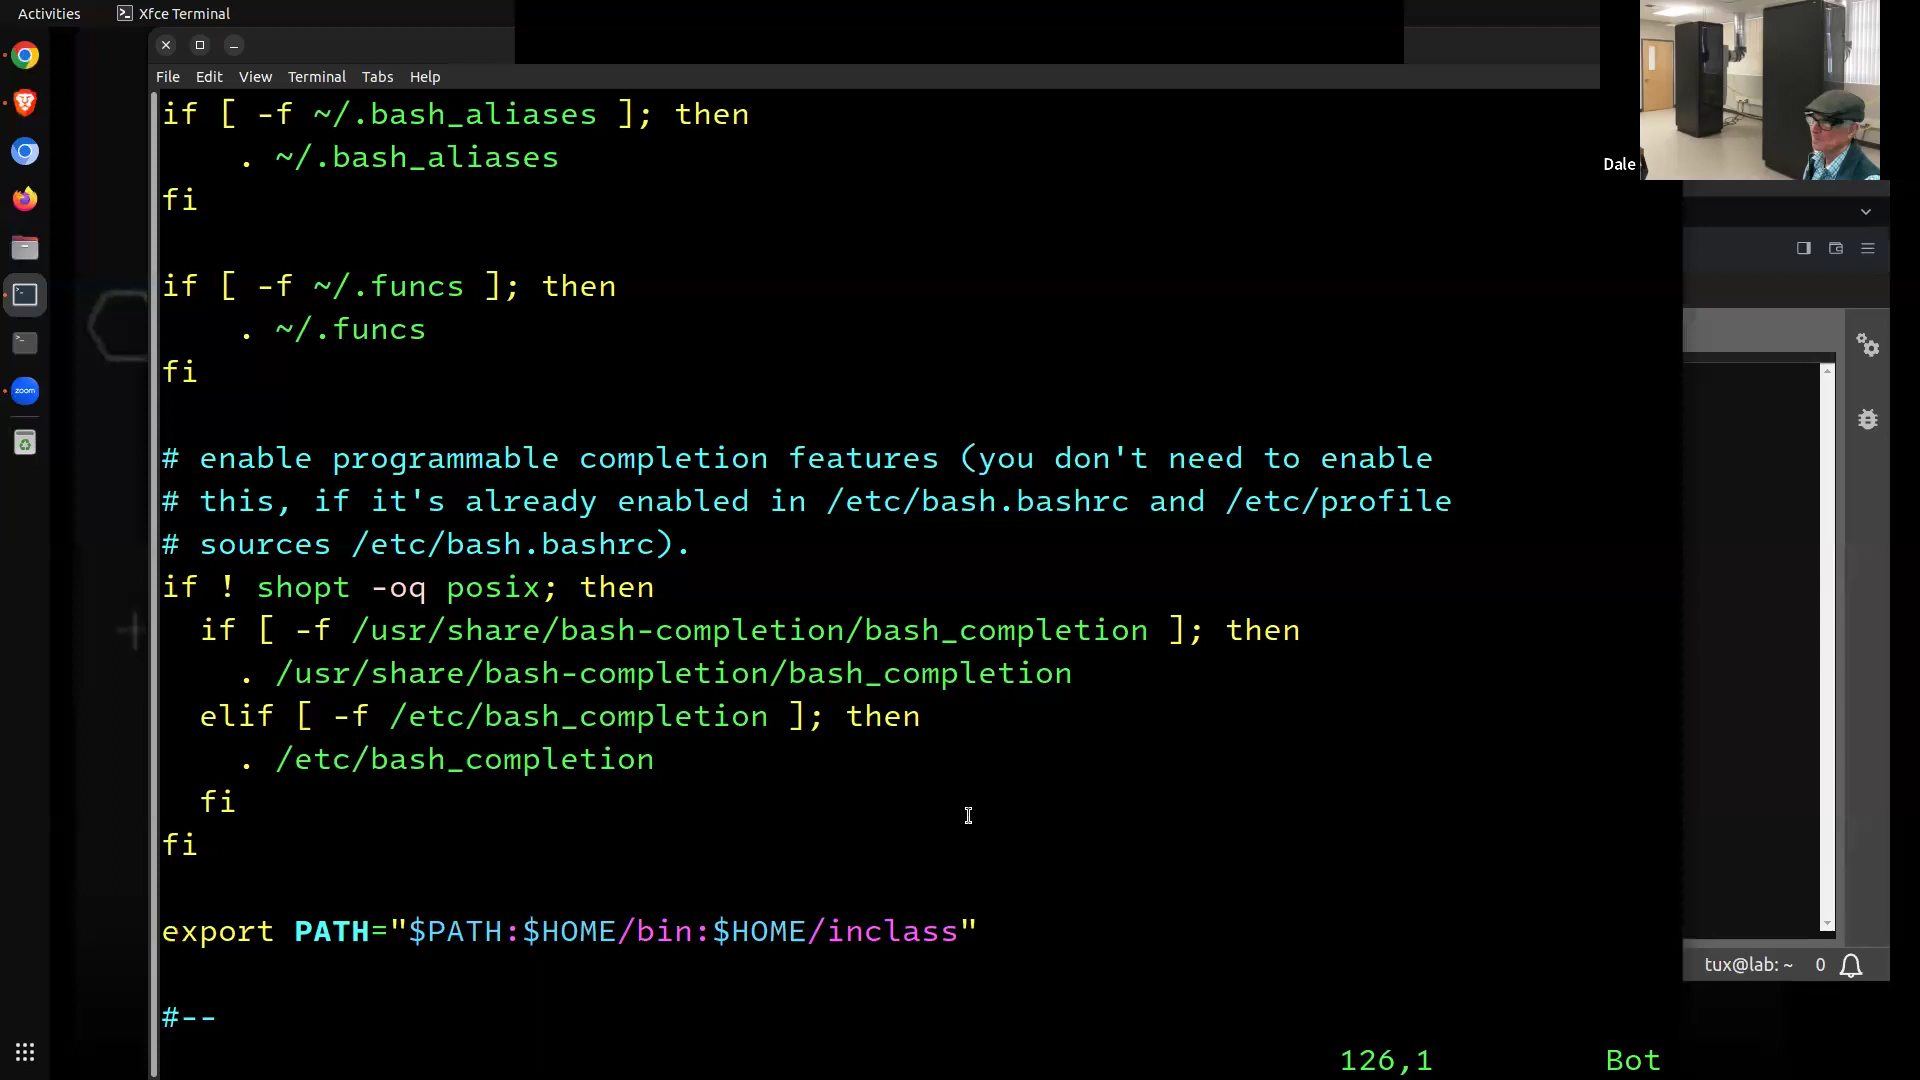 Activities
Xfce Terminal
File Edit View Terminal Tabs Help
if [ -f ~/.bash_aliases ]; then
    . ~/.bash_aliases
fi
if [ -f ~/.funcs ]; then
    . ~/.funcs
fi
# enable programmable completion features (you don't need to enable
# this, if it's already enabled in /etc/bash.bashrc and /etc/profile
# sources /etc/bash.bashrc).
if ! shopt -oq posix; then
  if [ -f /usr/share/bash-completion/bash_completion ]; then
    . /usr/share/bash-completion/bash_completion
  elif [ -f /etc/bash_completion ]; then
    . /etc/bash_completion
  fi
fi
export PATH="$PATH:$HOME/bin:$HOME/inclass"
#--
126,1 Bot
Dale
zoom
tux@lab: ~ 0